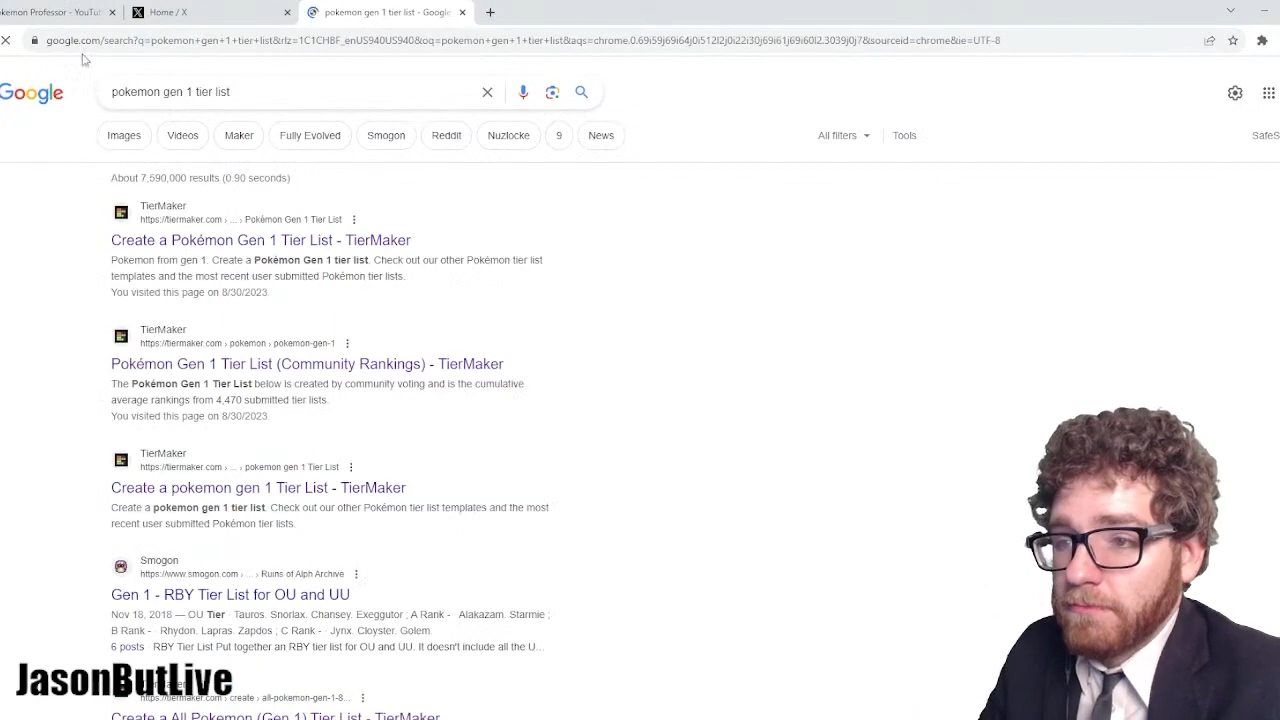 okemon Professor - YouTu
Home / X
pokemon gen 1 tier list - Google
google.com/search?q=pokemon+gen+1+tier+list&rlz=1C1CHBF_enUS940US940&oq=pokemon+gen+1+tier+list&aqs=chrome.0.69i59j69i64j0i512l2j0i22i30j69i61j69i60l2.3039j0j7&sourceid=chrome&ie=UTF-8
Google
pokemon gen 1 tier list
Images
Videos
Maker
Fully Evolved
Smogon
Reddit
Nuzlocke
9
News
All filters
Tools
SafeS
About 7,590,000 results (0.90 seconds)
TierMaker
https://tiermaker.com › ... › Pokémon Gen 1 Tier List
Create a Pokémon Gen 1 Tier List - TierMaker
Pokemon from gen 1. Create a Pokémon Gen 1 tier list. Check out our other Pokémon tier list
templates and the most recent user submitted Pokémon tier lists.
You visited this page on 8/30/2023.
TierMaker
https://tiermaker.com › pokemon › pokemon-gen-1
Pokémon Gen 1 Tier List (Community Rankings) - TierMaker
The Pokémon Gen 1 Tier List below is created by community voting and is the cumulative
average rankings from 4,470 submitted tier lists.
You visited this page on 8/30/2023.
TierMaker
https://tiermaker.com › ... › pokemon gen 1 Tier List
Create a pokemon gen 1 Tier List - TierMaker
Create a pokemon gen 1 tier list. Check out our other Pokémon tier list templates and the most
recent user submitted Pokémon tier lists.
Smogon
https://www.smogon.com › ... › Ruins of Alph Archive
Gen 1 - RBY Tier List for OU and UU
Nov 18, 2018 — OU Tier · Tauros. Snorlax. Chansey. Exeggutor ; A Rank - · Alakazam. Starmie ;
B Rank - · Rhydon. Lapras. Zapdos ; C Rank - · Jynx. Cloyster. Golem.
6 posts · RBY Tier List Put together an RBY tier list for OU and UU. It doesn't include all the U...
JasonButLive
https://tiermaker.com › create › all-pokemon-gen-1-8...
Create a All Pokemon (Gen 1) Tier List - TierMaker